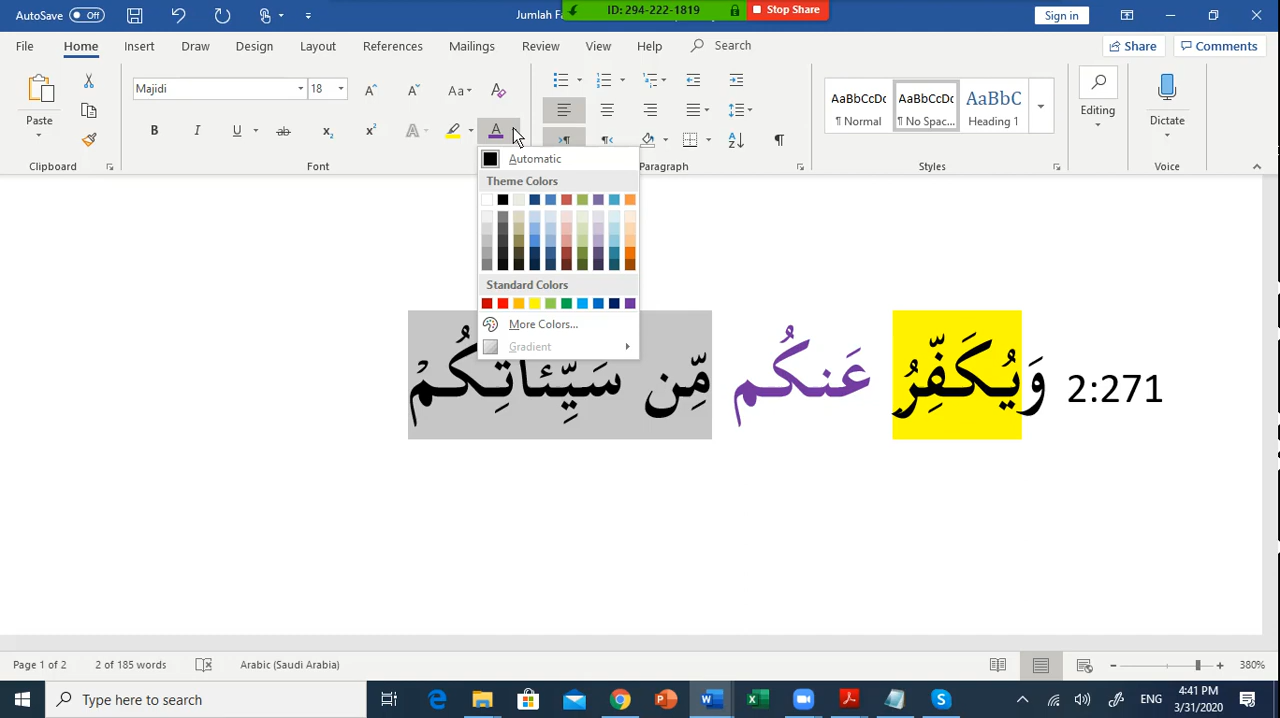 AutoSave Off
Jumlah Fa
ID: 294-222-1819
Stop Share
Sign in
File Home Insert Draw Design Layout References Mailings Review View Help Search Share Comments
Paste
Clipboard
Majidi 18
Font
Paragraph
AaBbCcDc AaBbCcDc AaBbC
¶ Normal ¶ No Spac... Heading 1
Styles
Editing
Dictate
Voice
Automatic
Theme Colors
Standard Colors
More Colors...
Gradient
2:271 وَيُكَفِّرُ عَنكُم مِّن سَيِّئَاتِكُمْ
Page 1 of 2 2 of 185 words Arabic (Saudi Arabia) 380%
Type here to search
ENG
4:41 PM
3/31/2020